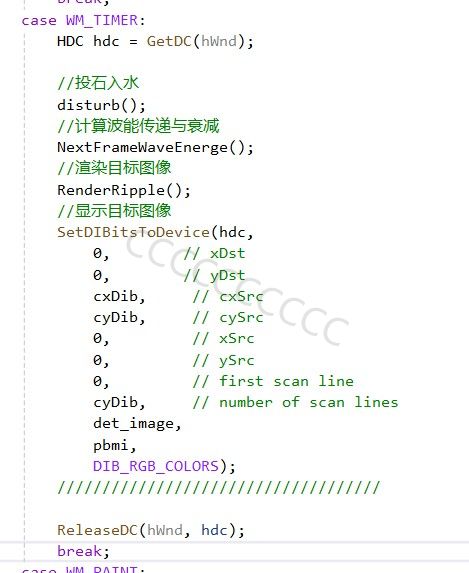 break;
case WM_TIMER:
HDC hdc = GetDC(hWnd);
//投石入水
disturb();
//计算波能传递与衰减
NextFrameWaveEnerge();
//渲染目标图像
RenderRipple();
//显示目标图像
SetDIBitsToDevice(hdc,
0, // xDst
0, // yDst
cxDib, // cxSrc
cyDib, // cySrc
0, // xSrc
0, // ySrc
0, // first scan line
cyDib, // number of scan lines
det_image,
pbmi,
DIB_RGB_COLORS);
////////////////////////////////////
ReleaseDC(hWnd, hdc);
break;
case WM_PAINT:
CCCCCCCCCCC